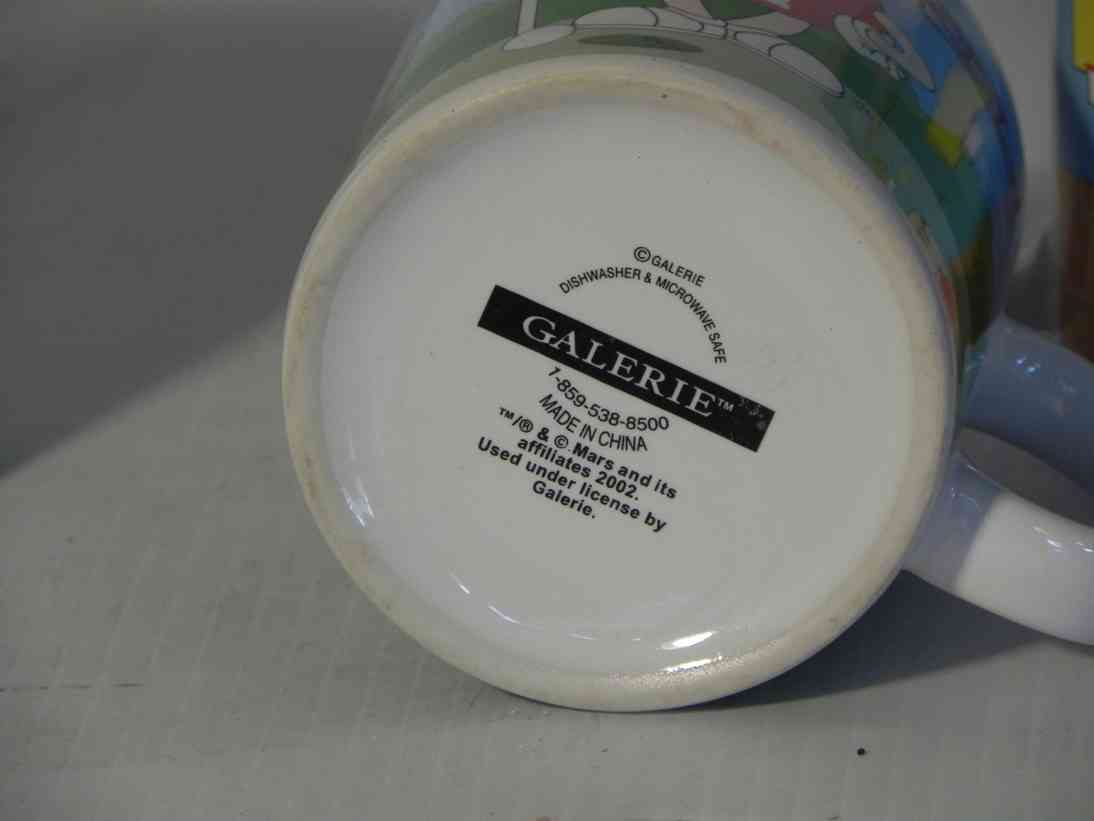 ©GALERIE
DISHWASHER & MICROWAVE SAFE
GALERIE™
1-859-538-8500
MADE IN CHINA
™/® & © Mars and its
affiliates 2002.
Used under license by
Galerie.